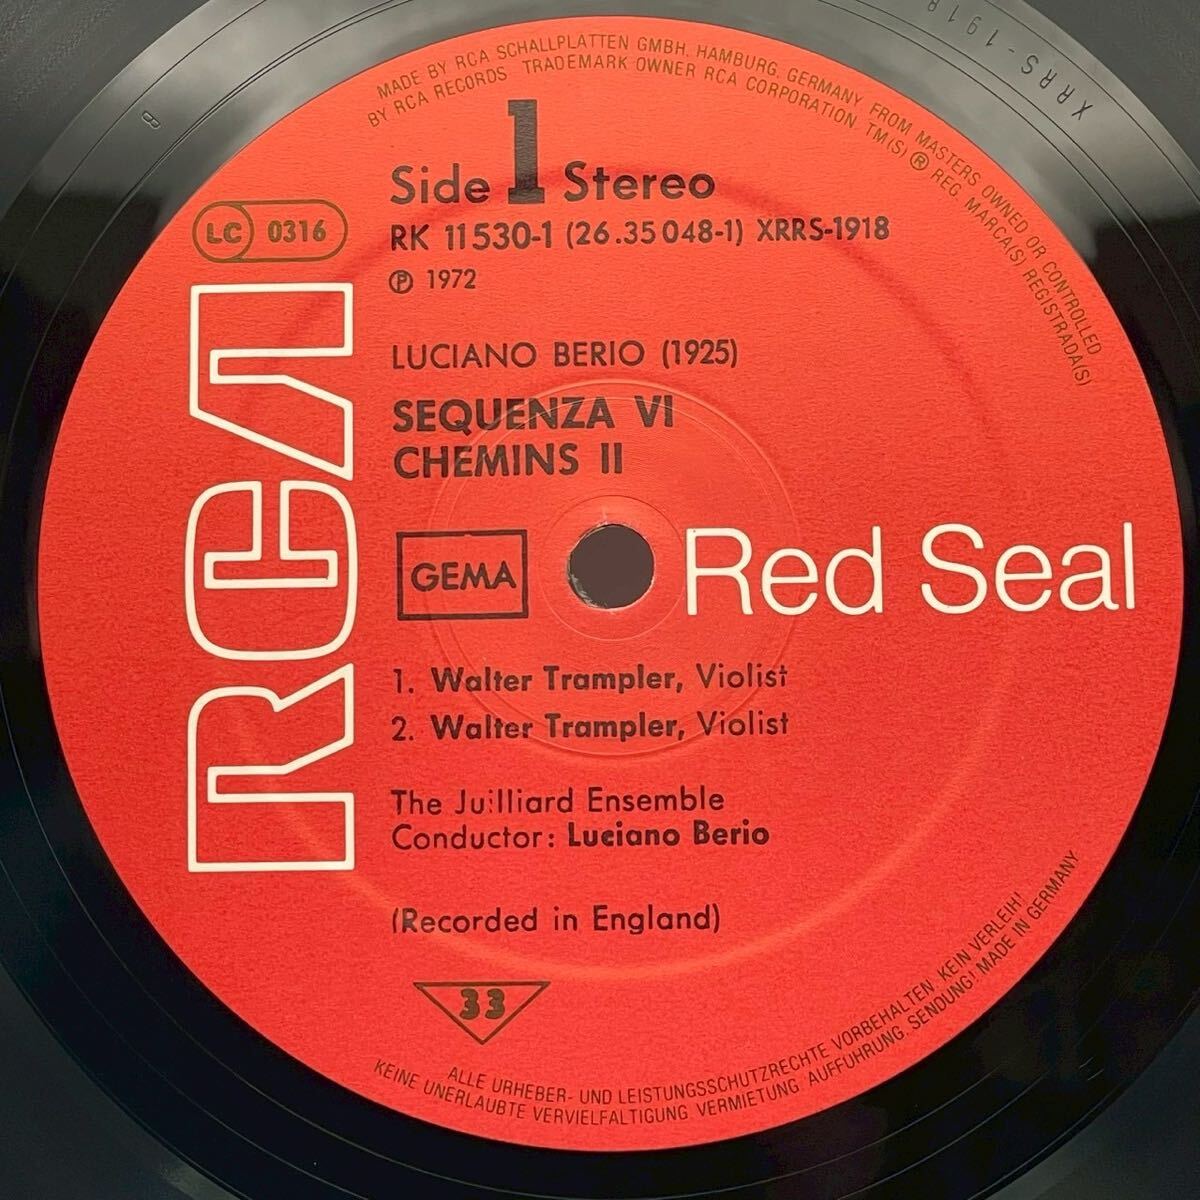 MADE BY RCA SCHALLPLATTEN GMBH, HAMBURG, GERMANY FROM MASTERS OWNED OR CONTROLLED
BY RCA RECORDS TRADEMARK OWNER RCA CORPORATION TM(S) ® REG. MARCA(S) REGISTRADA(S)
XRRS-1918
B
Side 1 Stereo
LC 0316
RK 11530-1 (26.35048-1) XRRS-1918
℗ 1972
RCA
LUCIANO BERIO (1925)
SEQUENZA VI
CHEMINS II
GEMA
Red Seal
1. Walter Trampler, Violist
2. Walter Trampler, Violist
The Juilliard Ensemble
Conductor: Luciano Berio
(Recorded in England)
33
ALLE URHEBER- UND LEISTUNGSSCHUTZRECHTE VORBEHALTEN. KEIN VERLEIH!
KEINE UNERLAUBTE VERVIELFÄLTIGUNG. VERMIETUNG. AUFFÜHRUNG. SENDUNG! MADE IN GERMANY